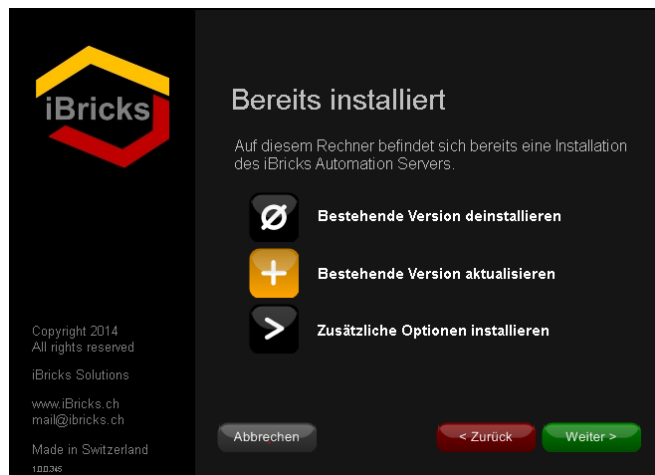 iBricks
Bereits installiert
Auf diesem Rechner befindet sich bereits eine Installation
des iBricks Automation Servers.
Bestehende Version deinstallieren
Bestehende Version aktualisieren
Zusätzliche Optionen installieren
Copyright 2014
All rights reserved
iBricks Solutions
www.iBricks.ch
mail@ibricks.ch
Made in Switzerland
1.0.0.345
Abbrechen
< Zurück
Weiter >